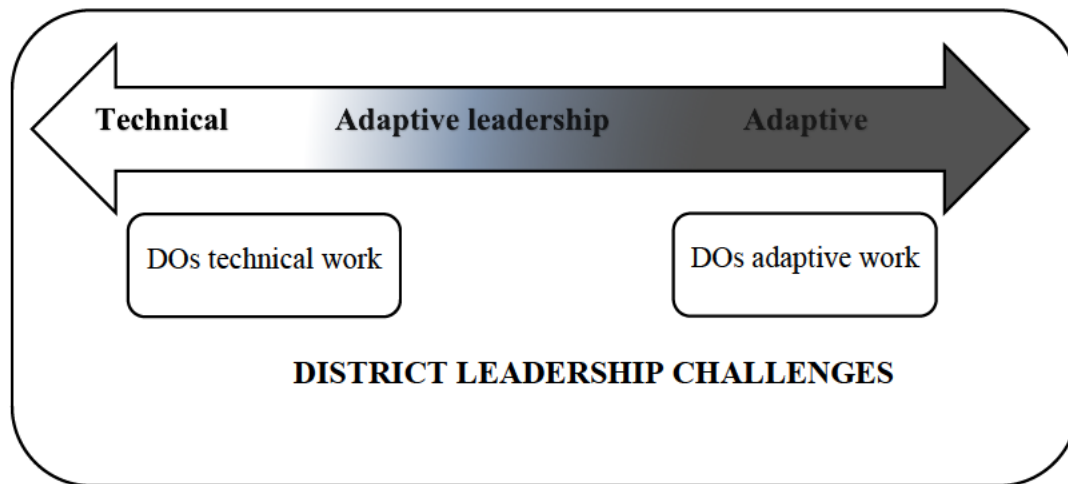 Technical Adaptive leadership Adaptive
DOs technical work DOs adaptive work
DISTRICT LEADERSHIP CHALLENGES